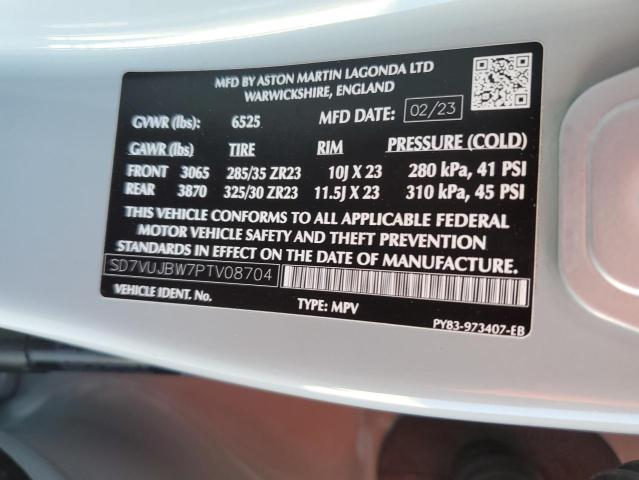 MFD BY ASTON MARTIN LAGONDA LTD
WARWICKSHIRE, ENGLAND
GVWR (lbs): 6525 MFD DATE: 02/23
GAWR (lbs) TIRE RIM PRESSURE (COLD)
FRONT 3065 285/35 ZR23 10J X 23 280 kPa, 41 PSI
REAR 3870 325/30 ZR23 11.5J X 23 310 kPa, 45 PSI
THIS VEHICLE CONFORMS TO ALL APPLICABLE FEDERAL
MOTOR VEHICLE SAFETY AND THEFT PREVENTION
STANDARDS IN EFFECT ON THE DATE OF MANUFACTURE.
SD7VUJBW7PTV08704
VEHICLE IDENT. No. TYPE: MPV PY83-973407-EB